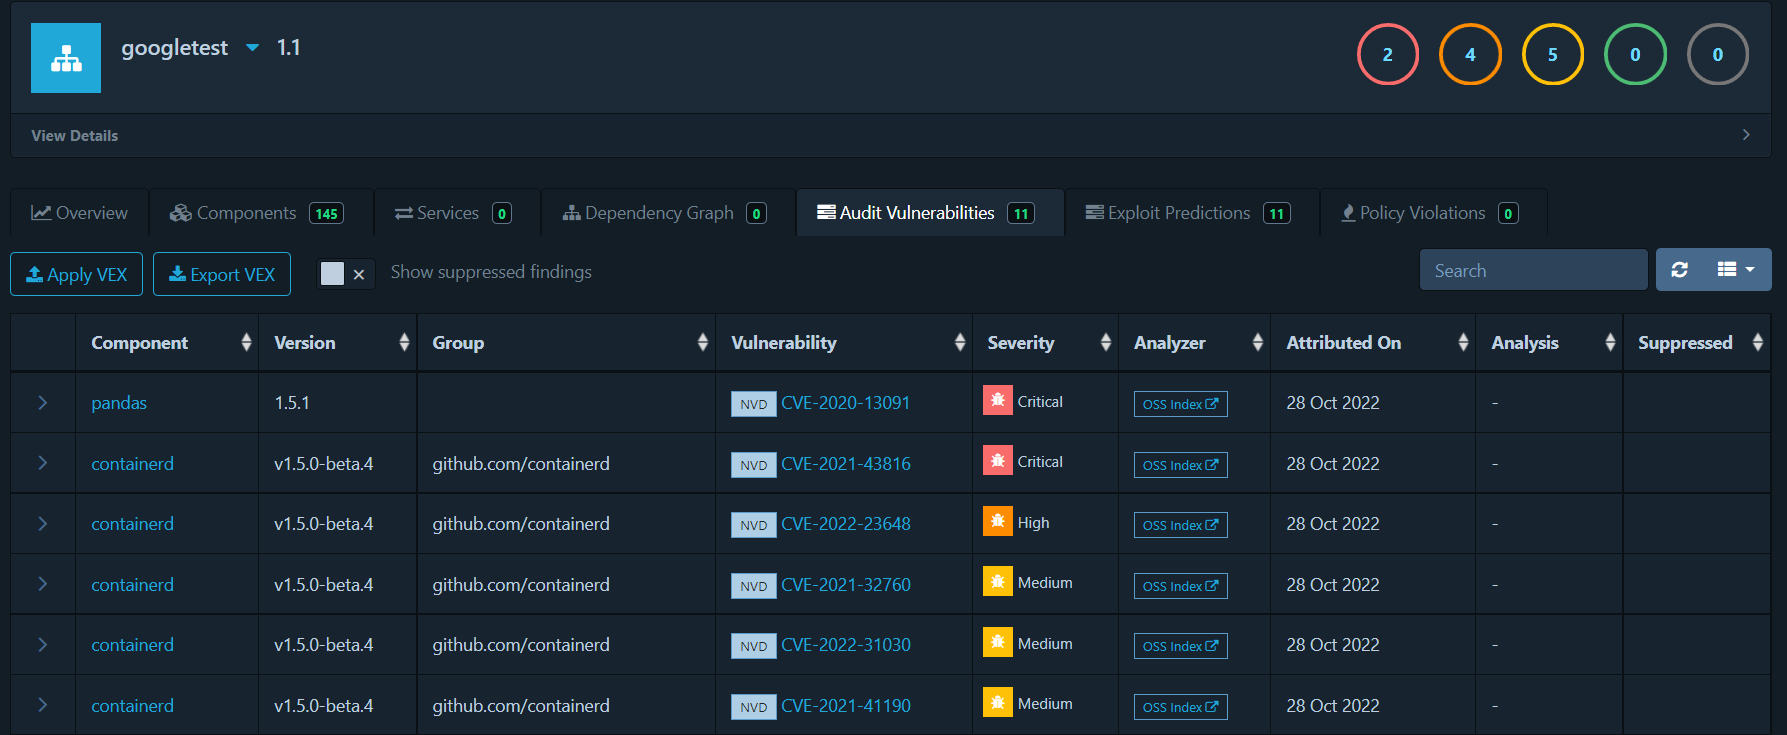 googletest 1.1
2 4 5 0 0
View Details
Overview Components 145 Services 0 Dependency Graph 0 Audit Vulnerabilities 11 Exploit Predictions 11 Policy Violations 0
Apply VEX Export VEX Show suppressed findings Search
Component Version Group Vulnerability Severity Analyzer Attributed On Analysis Suppressed
pandas 1.5.1 NVD CVE-2020-13091 Critical OSS Index 28 Oct 2022 -
containerd v1.5.0-beta.4 github.com/containerd NVD CVE-2021-43816 Critical OSS Index 28 Oct 2022 -
containerd v1.5.0-beta.4 github.com/containerd NVD CVE-2022-23648 High OSS Index 28 Oct 2022 -
containerd v1.5.0-beta.4 github.com/containerd NVD CVE-2021-32760 Medium OSS Index 28 Oct 2022 -
containerd v1.5.0-beta.4 github.com/containerd NVD CVE-2022-31030 Medium OSS Index 28 Oct 2022 -
containerd v1.5.0-beta.4 github.com/containerd NVD CVE-2021-41190 Medium OSS Index 28 Oct 2022 -